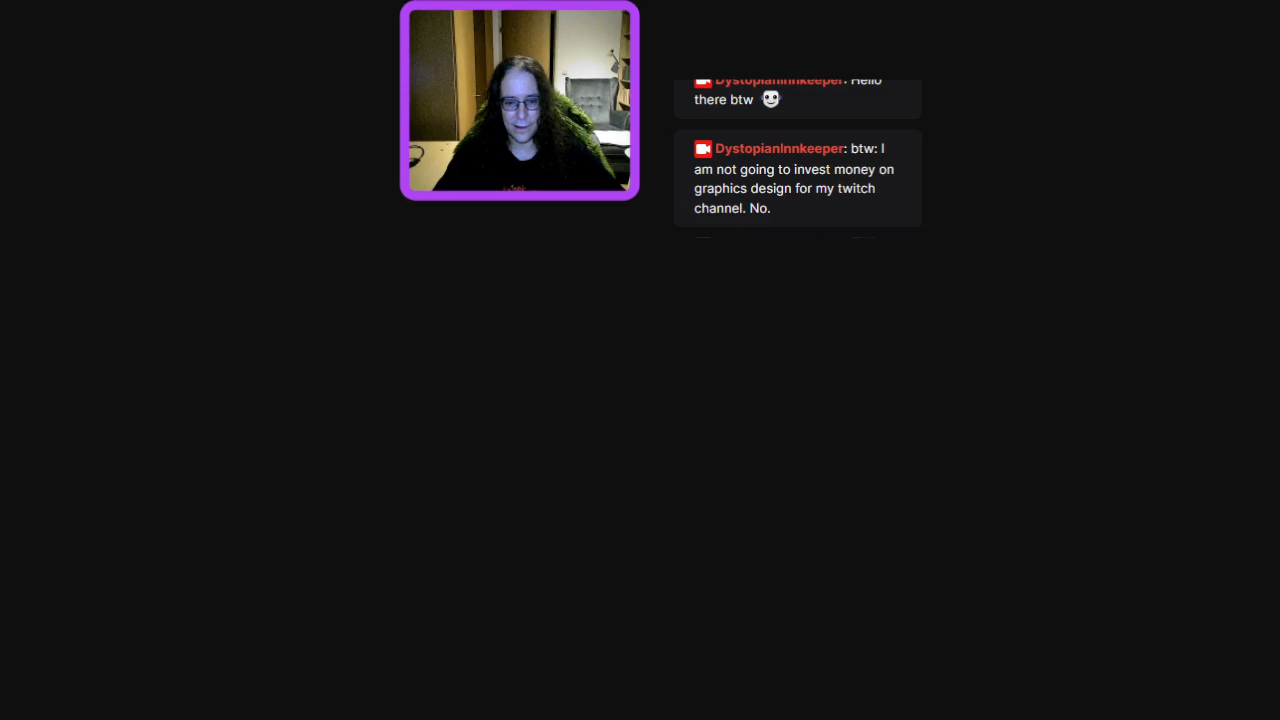 DystopianInnkeeper: Hello
there btw
DystopianInnkeeper: btw: I
am not going to invest money on
graphics design for my twitch
channel. No.